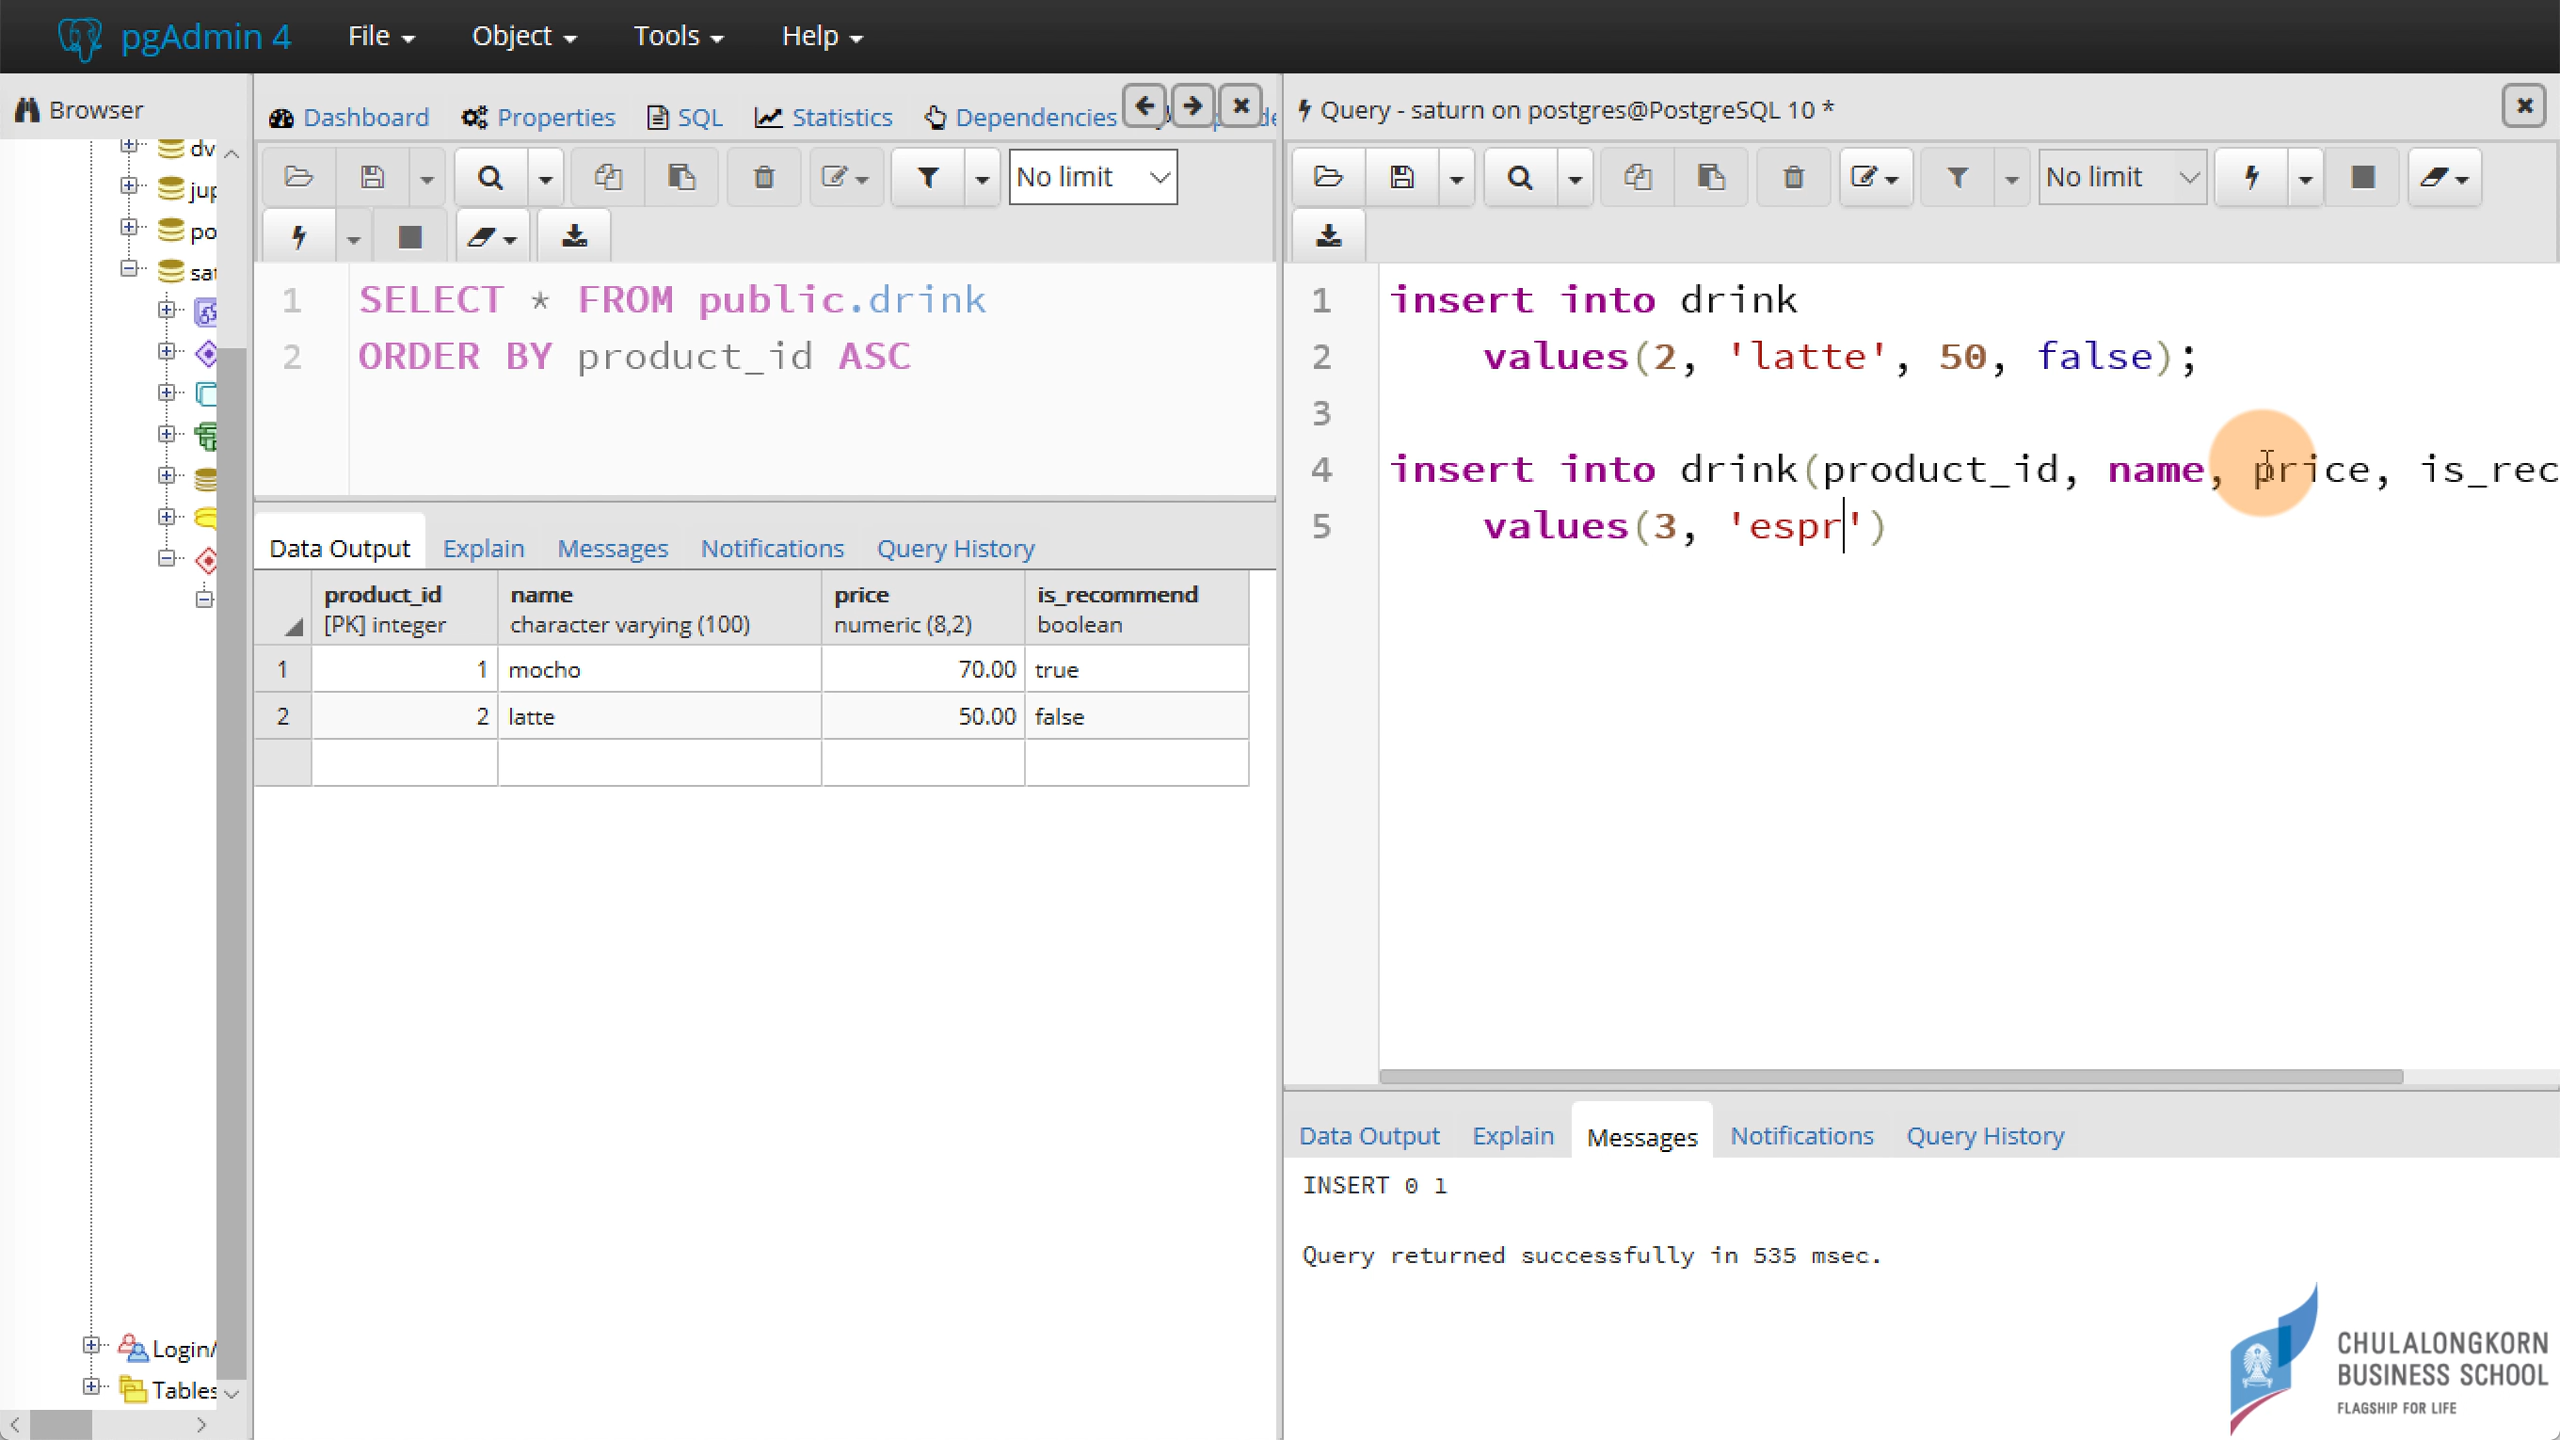 pgAdmin 4 File Object Tools Help
Browser
dv
jup
po
sat
Login/
Tables
Dashboard Properties SQL Statistics Dependencies
No limit
1 SELECT * FROM public.drink
2 ORDER BY product_id ASC
Data Output Explain Messages Notifications Query History
product_id name price is_recommend
[PK] integer character varying (100) numeric (8,2) boolean
1 1 mocho 70.00 true
2 2 latte 50.00 false
Query - saturn on postgres@PostgreSQL 10 *
No limit
1 insert into drink
2 values(2, 'latte', 50, false);
3
4 insert into drink(product_id, name, price, is_rec
5 values(3, 'espr')
Data Output Explain Messages Notifications Query History
INSERT 0 1
Query returned successfully in 535 msec.
CHULALONGKORN
BUSINESS SCHOOL
FLAGSHIP FOR LIFE